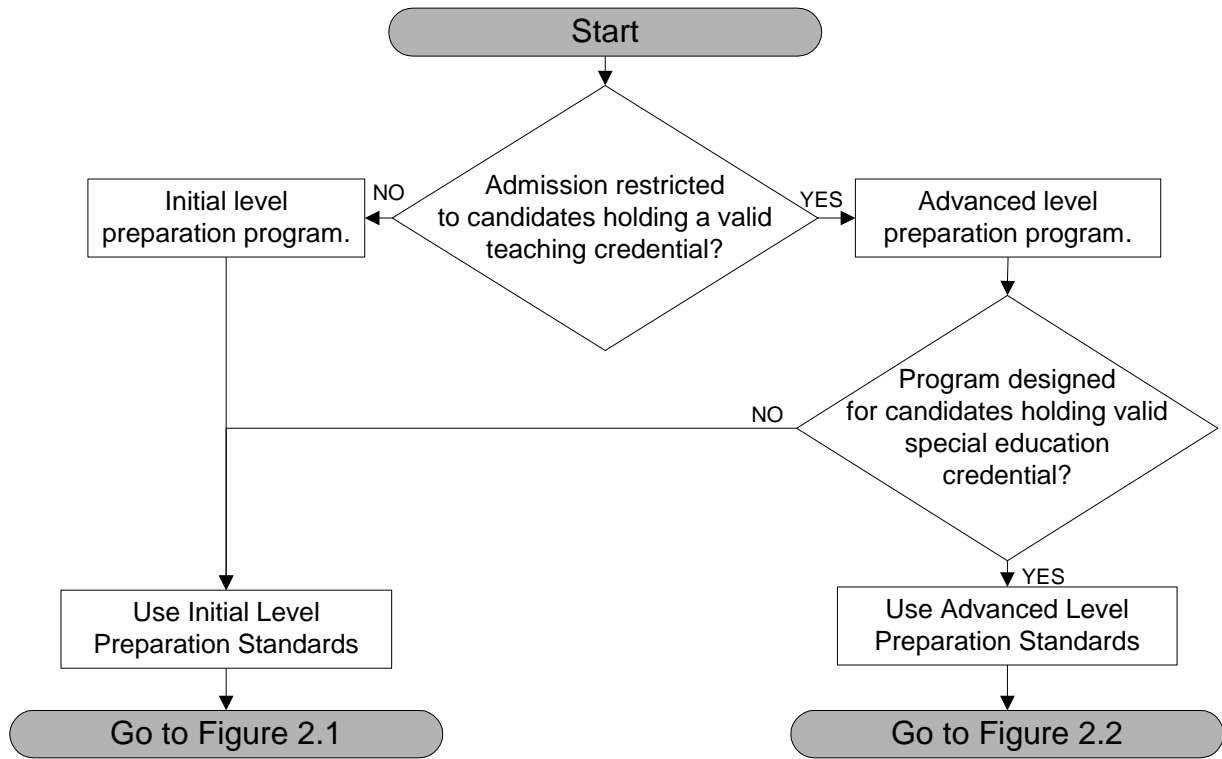 Start
Admission restricted
to candidates holding a valid
teaching credential?
NO
YES
Initial level
preparation program.
Advanced level
preparation program.
Program designed
for candidates holding valid
special education
credential?
NO
YES
Use Initial Level
Preparation Standards
Use Advanced Level
Preparation Standards
Go to Figure 2.1
Go to Figure 2.2